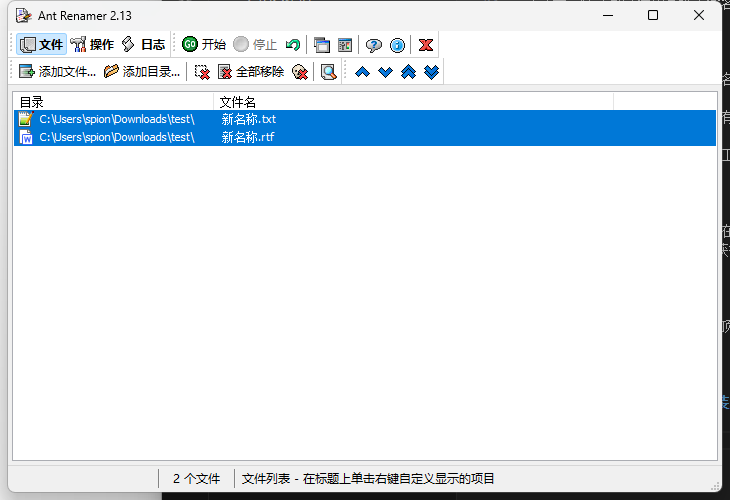 Ant Renamer 2.13
文件 操作 日志 开始 停止
添加文件... 添加目录... 全部移除
目录 文件名
C:\Users\spion\Downloads\test\ 新名称.txt
C:\Users\spion\Downloads\test\ 新名称.rtf
2 个文件 文件列表 - 在标题上单击右键自定义显示的项目